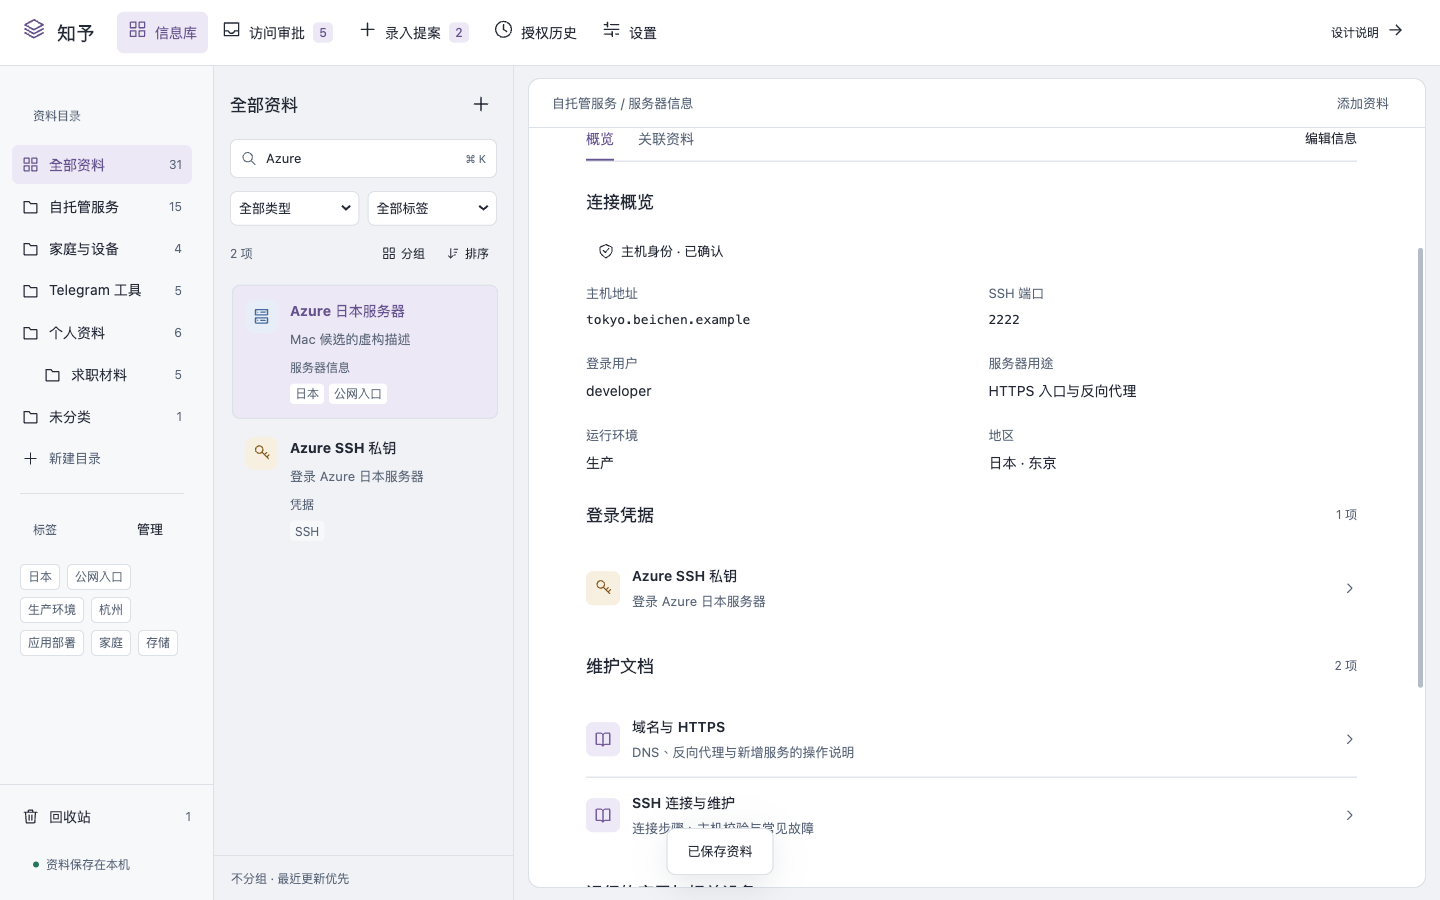 知予
信息库
访问审批 5
录入提案 2
授权历史
设置
设计说明
资料目录
全部资料 31
自托管服务 15
家庭与设备 4
Telegram 工具 5
个人资料 6
求职材料 5
未分类 1
新建目录
标签 管理
日本 公网入口
生产环境 杭州
应用部署 家庭 存储
回收站 1
资料保存在本机
全部资料
Azure ⌘ K
全部类型 全部标签
2 项 分组 排序
Azure 日本服务器
Mac 候选的虚构描述
服务器信息
日本 公网入口
Azure SSH 私钥
登录 Azure 日本服务器
凭据
SSH
不分组 · 最近更新优先
自托管服务 / 服务器信息 添加资料
概览 关联资料 编辑信息
连接概览
主机身份 · 已确认
主机地址 SSH 端口
tokyo.beichen.example 2222
登录用户 服务器用途
developer HTTPS 入口与反向代理
运行环境 地区
生产 日本 · 东京
登录凭据 1 项
Azure SSH 私钥
登录 Azure 日本服务器
维护文档 2 项
域名与 HTTPS
DNS、反向代理与新增服务的操作说明
SSH 连接与维护
连接步骤 · 主机校验与常见故障
已保存资料